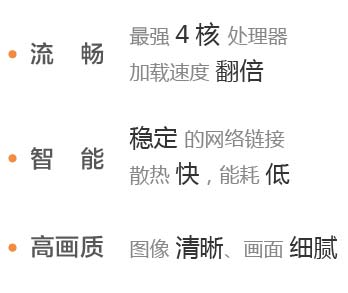 流 畅
最强 4 核 处理器
加载速度 翻倍
智 能
稳定 的网络链接
散热 快，能耗 低
高画质
图像 清晰、画面 细腻